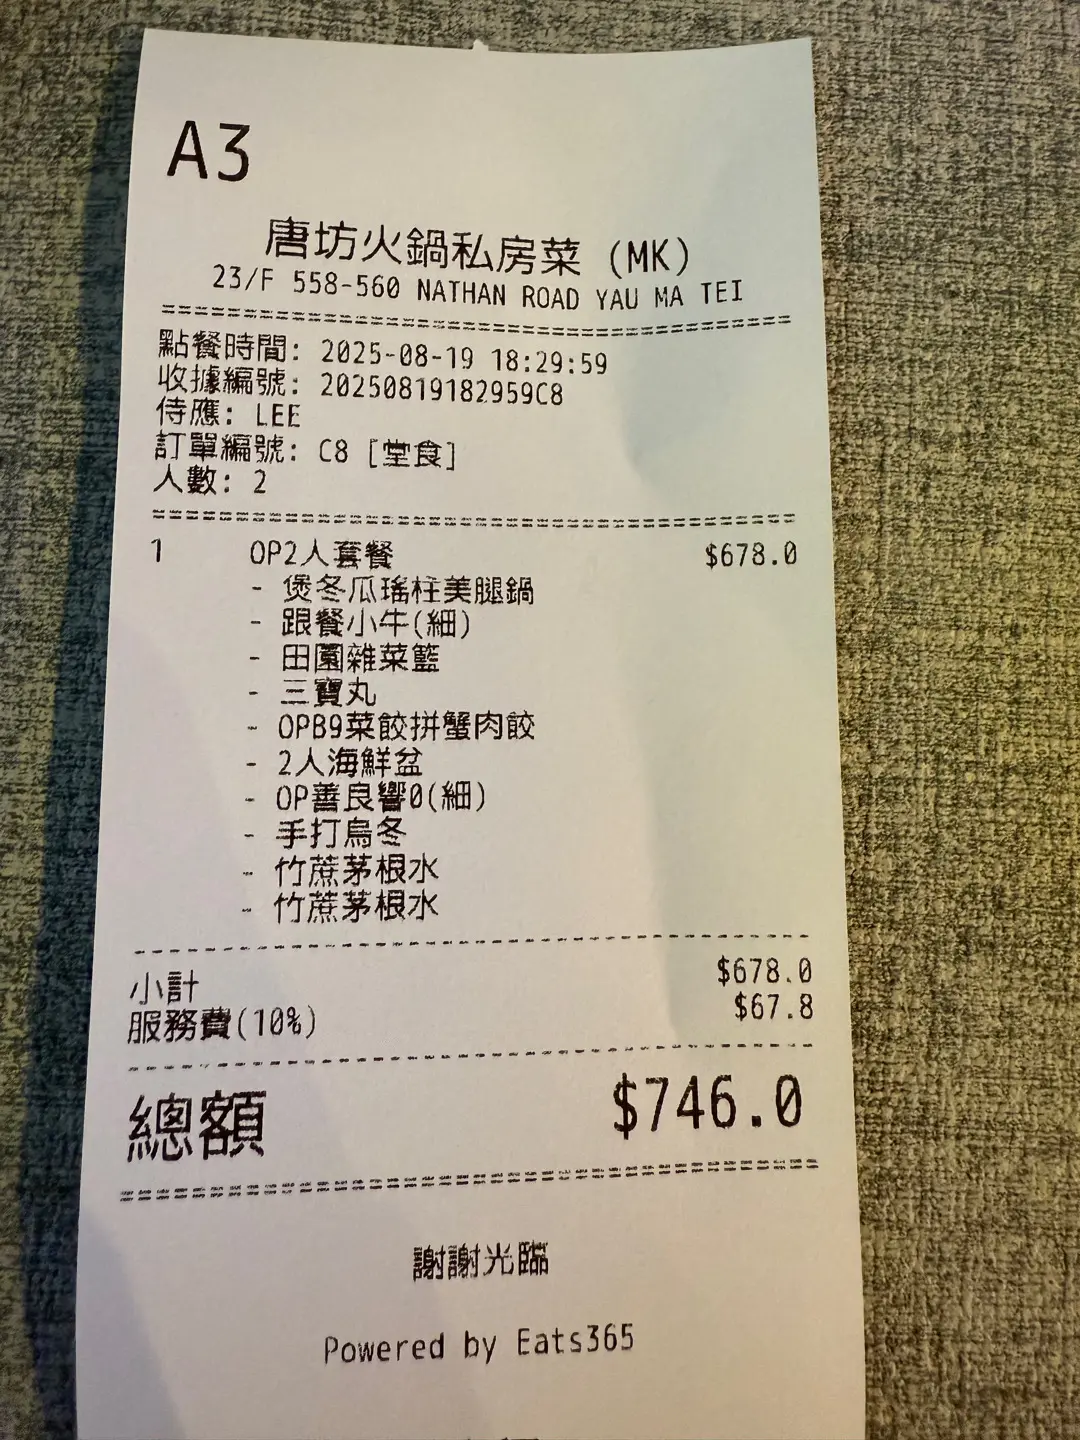 A3
唐坊火鍋私房菜 (MK)
23/F 558-560 NATHAN ROAD YAU MA TEI
點餐時間: 2025-08-19 18:29:59
收據編號: 20250819182959C8
侍應: LEE
訂單編號: C8 [堂食]
人數: 2
1 OP2人套餐 $678.0
- 煲冬瓜瑤柱美腿鍋
- 跟餐小牛(細)
- 田園雜菜籃
- 三寶丸
- OPB9菜餃拼蟹肉餃
- 2人海鮮盆
- OP善良響0(細)
- 手打烏冬
- 竹蔗茅根水
- 竹蔗茅根水
小計 $678.0
服務費(10%) $67.8
總額 $746.0
謝謝光臨
Powered by Eats365